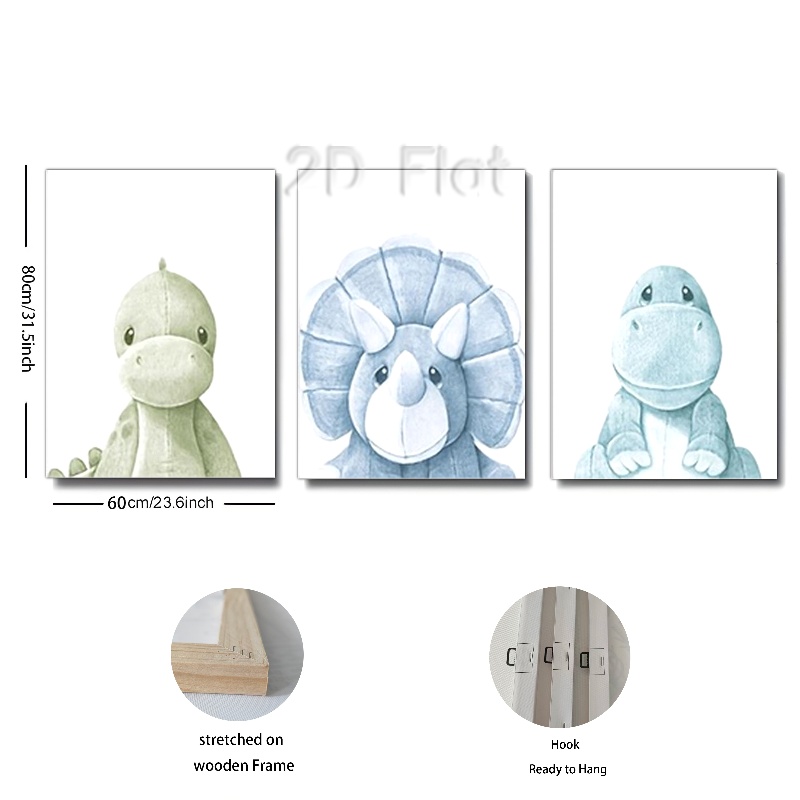 2D Flat
80cm/31.5inch
60cm/23.6inch
stretched on
wooden Frame
Hook
Ready to Hang